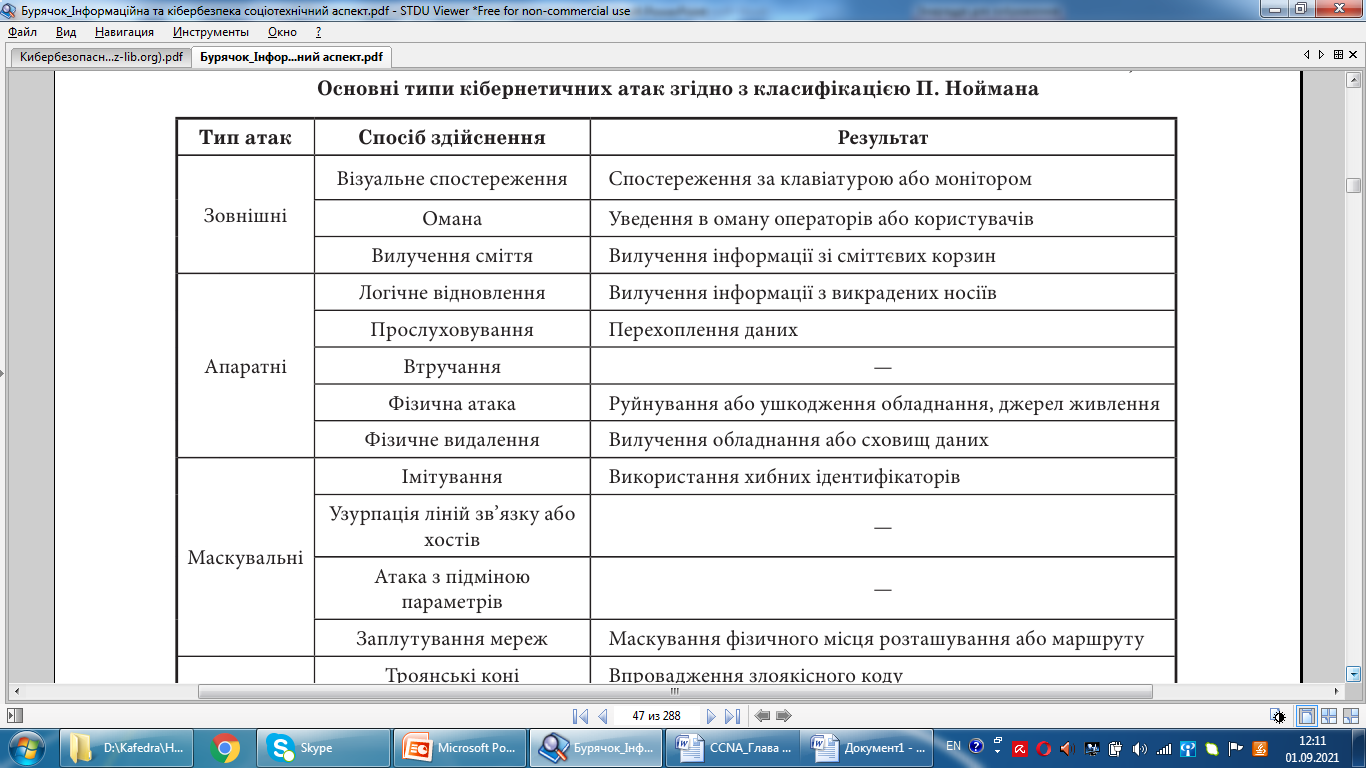 Бурячок_Інформаційна та кібербезпека соціотехнічний аспект.pdf - STDU Viewer *Free for non-commercial use
Файл Вид Навигация Инструменты Окно ?
Кибербезопасн...z-lib.org).pdf Бурячок_Інфор...ний аспект.pdf
Основні типи кібернетичних атак згідно з класифікацією П. Ноймана
Тип атак Спосіб здійснення Результат
Зовнішні
Візуальне спостереження Спостереження за клавіатурою або монітором
Омана Уведення в оману операторів або користувачів
Вилучення сміття Вилучення інформації зі сміттєвих корзин
Апаратні
Логічне відновлення Вилучення інформації з викрадених носіїв
Прослуховування Перехоплення даних
Втручання —
Фізична атака Руйнування або ушкодження обладнання, джерел живлення
Фізичне видалення Вилучення обладнання або сховищ даних
Маскувальні
Імітування Використання хибних ідентифікаторів
Узурпація ліній зв’язку або
хостів —
Атака з підміною
параметрів —
Заплутування мереж Маскування фізичного місця розташування або маршруту
Троянські коні Впровадження злоякісного коду
47 из 288
D:\Kafedra\H... Skype Microsoft Po... Бурячок_Інф... CCNA_Глава ... Документ1 - ... EN 12:11
01.09.2021